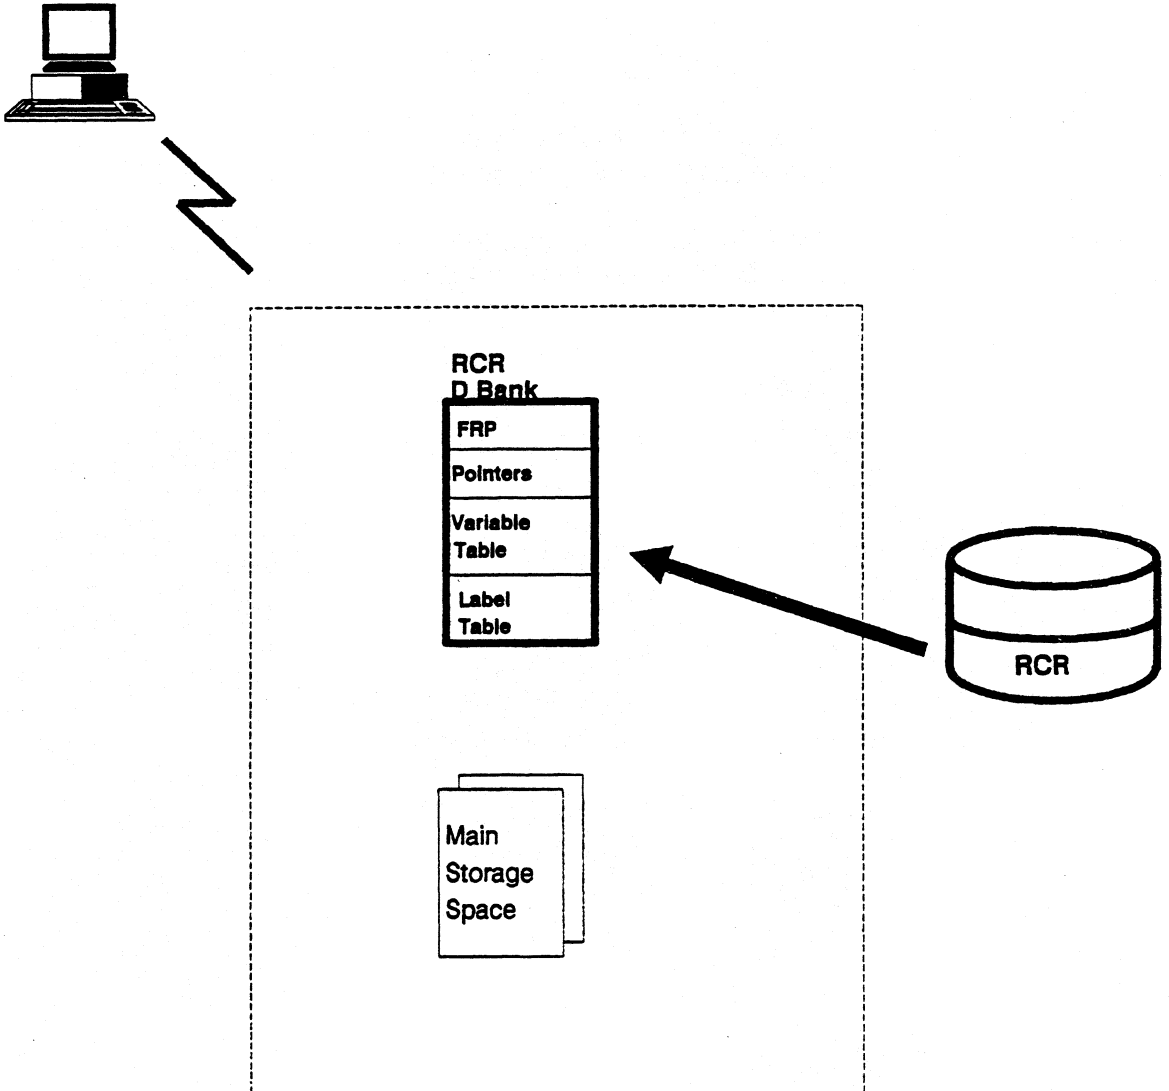 RCR
D Bank
FRP
Pointers
Variable
Table
Label
Table
RCR
Main
Storage
Space